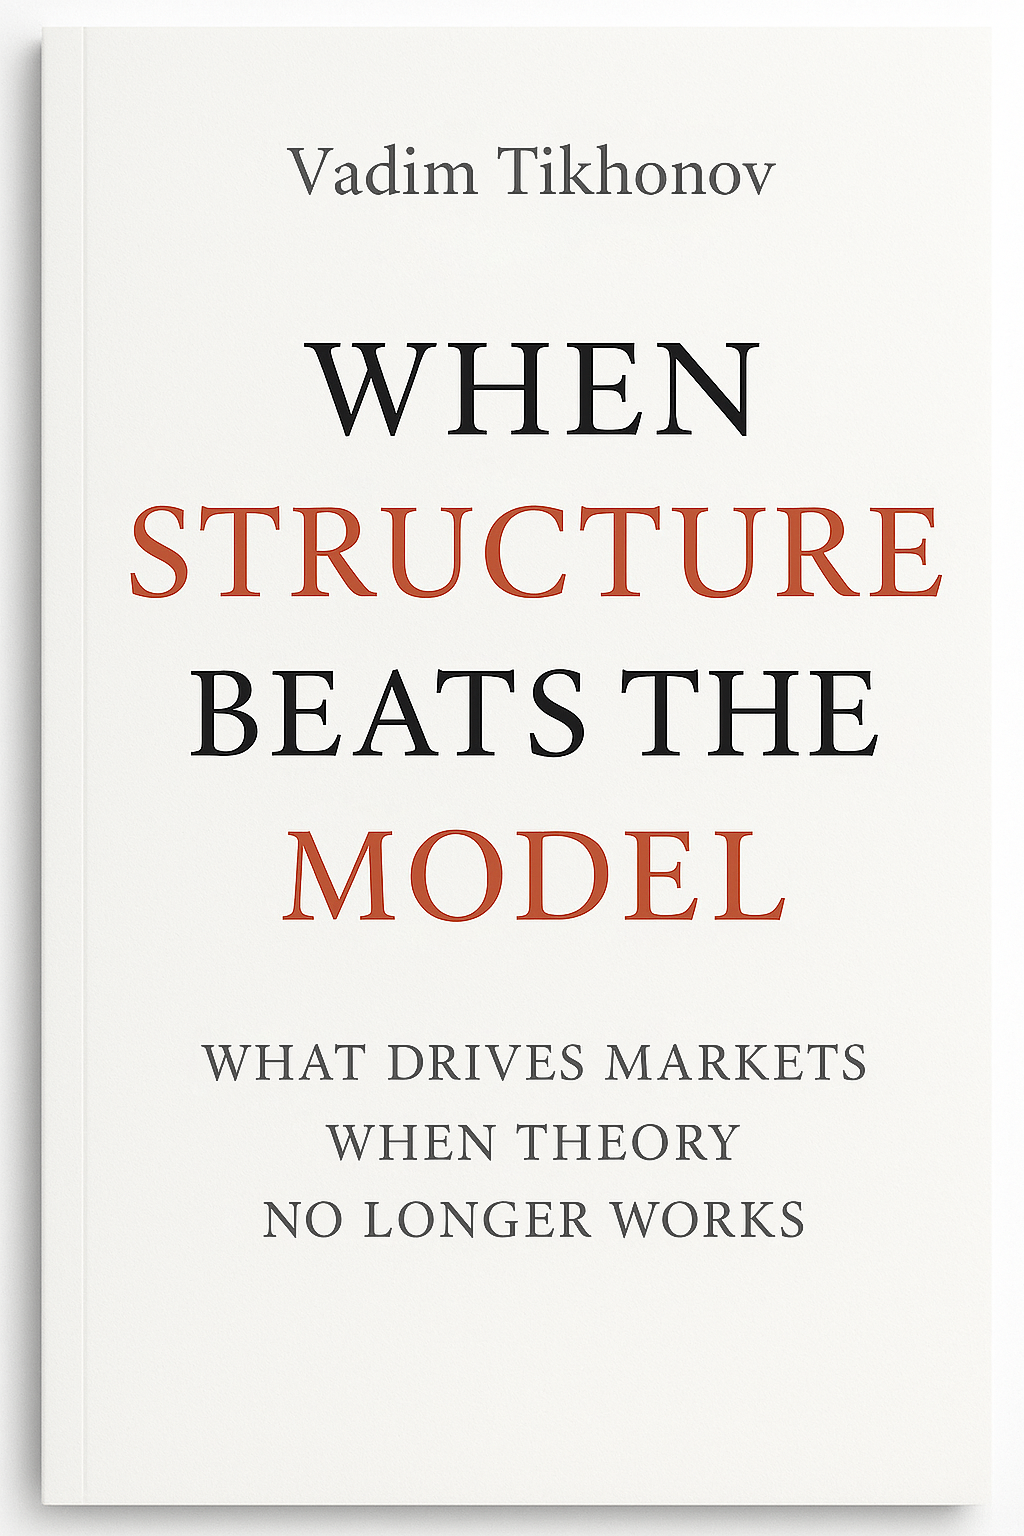 Vadim Tikhonov
WHEN
STRUCTURE
BEATS THE
MODEL
WHAT DRIVES MARKETS
WHEN THEORY
NO LONGER WORKS